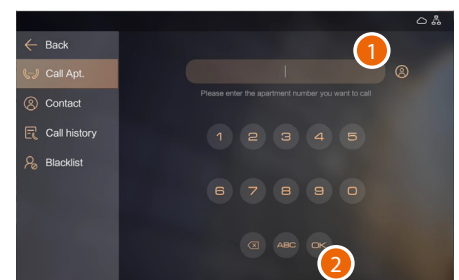 Back
1
Call Apt.
Please enter the apartment number you want to call
Contact
Call history
1 2 3 4 5
Blacklist
6 7 8 9 0
ABC OK
2